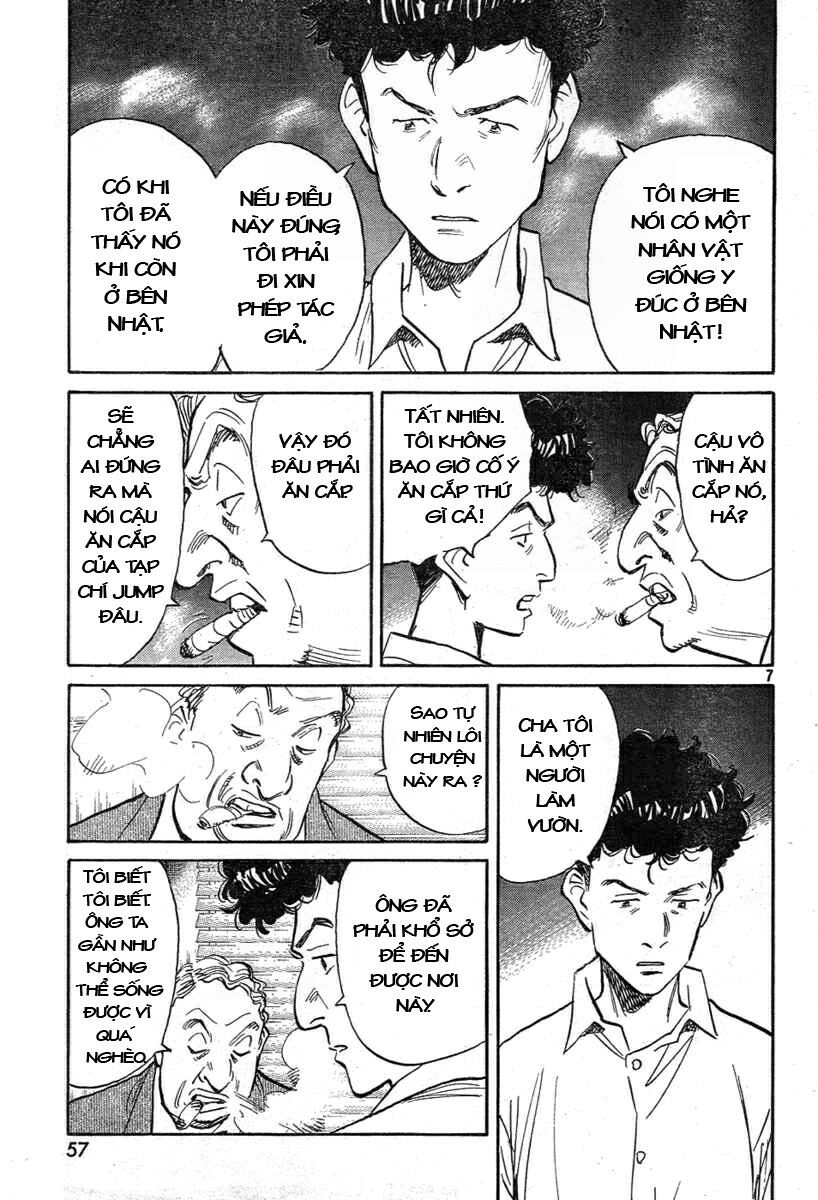 TÔI NGHE
NÓI CÓ MỘT
NHÂN VẬT
GIỐNG Y
ĐÚC Ở BÊN
NHẬT!
NẾU ĐIỀU
NÀY ĐÚNG,
TÔI PHẢI
ĐI XIN
PHÉP TÁC
GIẢ.
CÓ KHI
TÔI ĐÃ
THẤY NÓ
KHI CÒN
Ở BÊN
NHẬT.
CẬU VÔ
TÌNH ĂN
CẮP NÓ,
HẢ?
TẤT NHIÊN.
TÔI KHÔNG
BAO GIỜ CỐ Ý
ĂN CẮP THỨ
GÌ CẢ!
VẬY ĐÓ
ĐÂU PHẢI
ĂN CẮP.
SẼ
CHẲNG
AI ĐỨNG
RA MÀ
NÓI CẬU
ĂN CẮP
CỦA TẠP
CHÍ JUMP
ĐÂU.
7
CHA TÔI
LÀ MỘT
NGƯỜI
LÀM
VƯỜN.
SAO TỰ
NHIÊN LÔI
CHUYỆN
NÀY RA ?
ÔNG ĐÃ
PHẢI KHỔ SỞ
ĐỂ ĐẾN
ĐƯỢC NƠI
NÀY.
TÔI BIẾT
TÔI BIẾT.
ÔNG TA
GẦN NHƯ
KHÔNG
THỂ SỐNG
ĐƯỢC VÌ
QUÁ
NGHÈO.
57